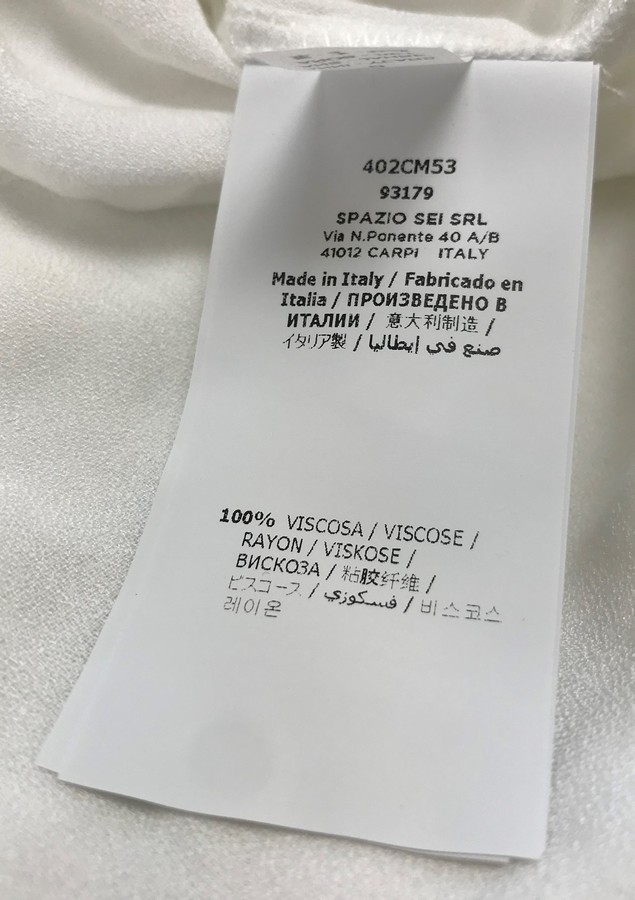 402CM53
93179
SPAZIO SEI SRL
Via N.Ponente 40 A/B
41012 CARPI ITALY
Made in Italy / Fabricado en
Italia / ПРОИЗВЕДЕНО В
ИТАЛИИ / 意大利制造 /
イタリア製 / صنع في إيطاليا
100% VISCOSA / VISCOSE /
RAYON / VISKOSE /
ВИСКОЗА / 粘胶纤维 /
ビスコース / فسكوزي / 비스코스
레이온